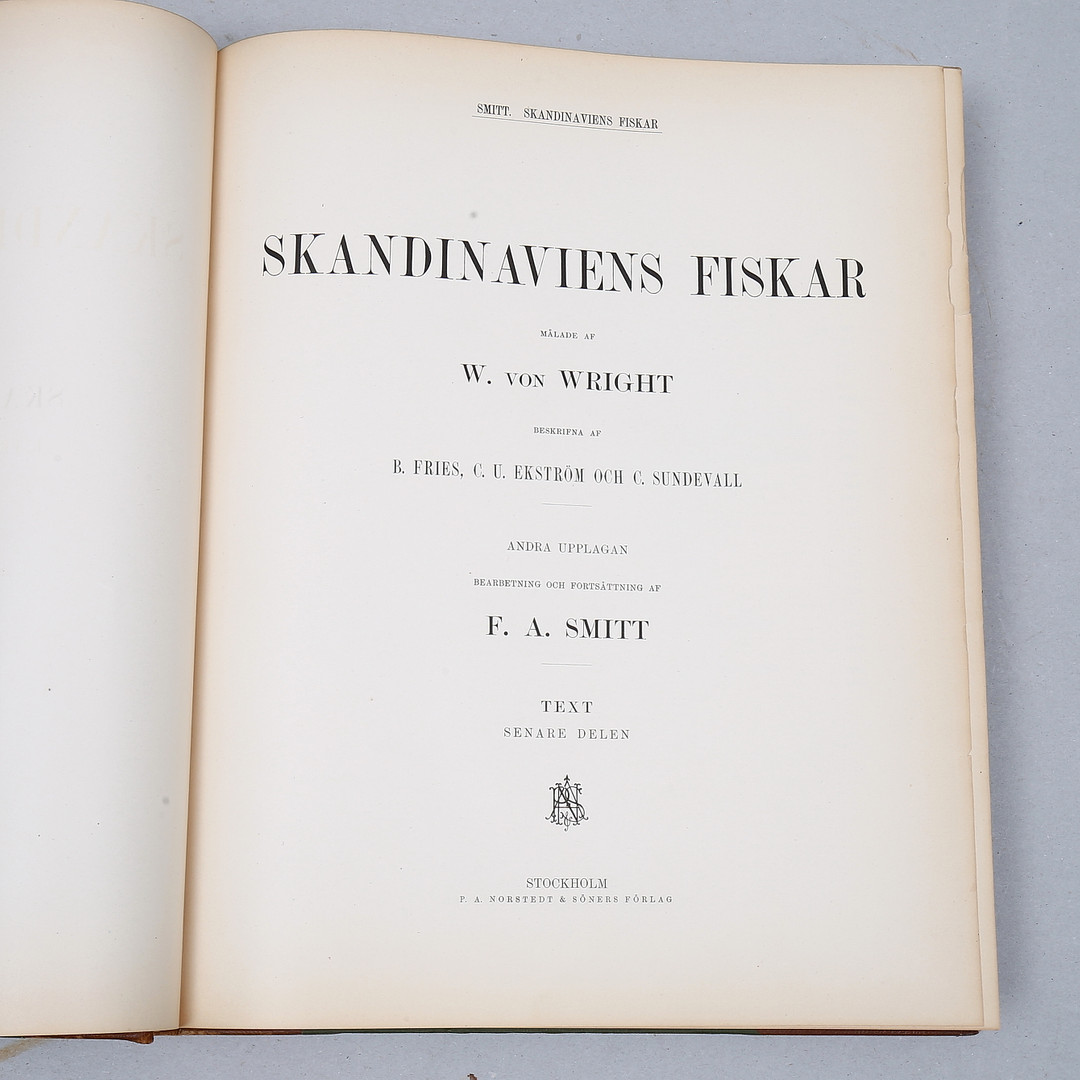 SMITT. SKANDINAVIENS FISKAR
SKANDINAVIENS FISKAR
MÅLADE AF
W. VON WRIGHT
BESKRIFNA AF
B. FRIES, C. U. EKSTRÖM OCH C. SUNDEVALL
ANDRA UPPLAGAN
BEARBETNING OCH FORTSÄTTNING AF
F. A. SMITT
TEXT
SENARE DELEN
STOCKHOLM
P. A. NORSTEDT & SÖNERS FÖRLAG